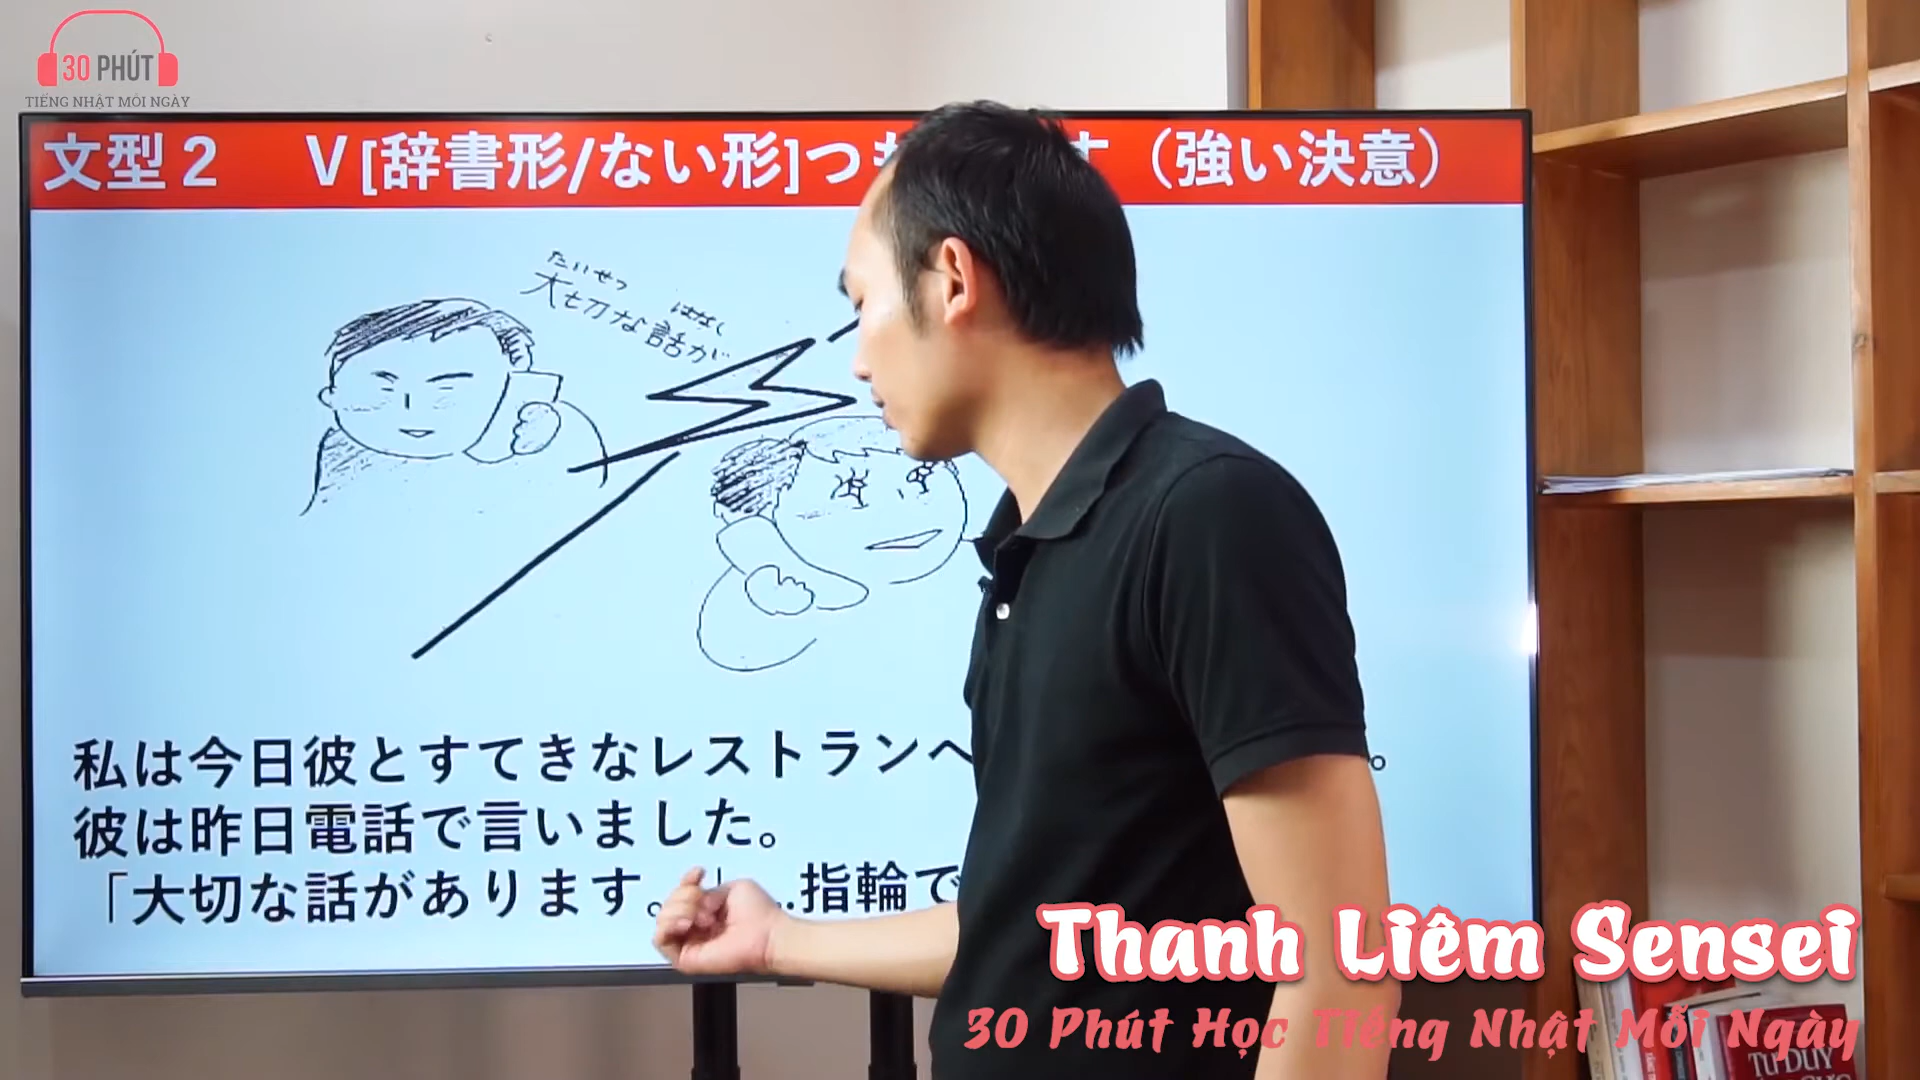 30 PHÚT
TIẾNG NHẬT MỖI NGÀY
文型２ V[辞書形/ない形]つも す（強い決意）
たいせつ はなし
大切な話が
私は今日彼とすてきなレストランへ 。
彼は昨日電話で言いました。
「大切な話があります。」…指輪で
Thanh Liêm Sensei
30 Phút Học Tiếng Nhật Mỗi Ngày
TƯ DUY